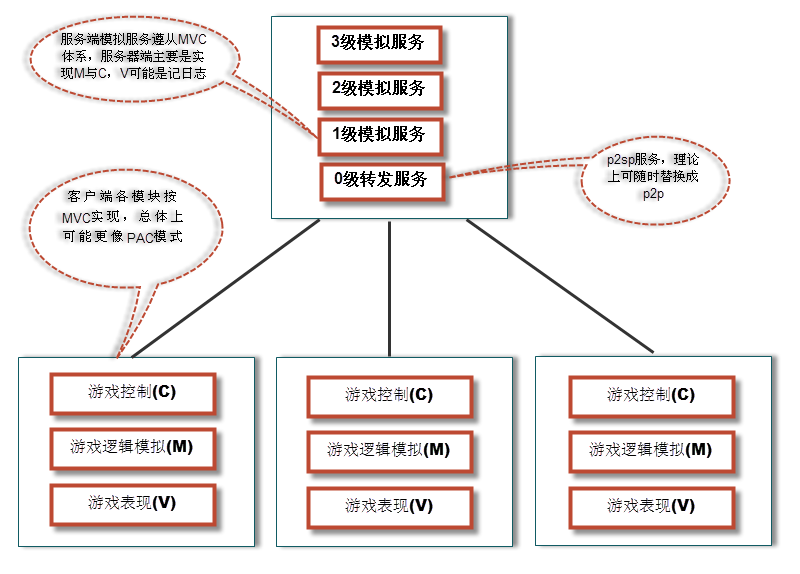 服务端模拟服务遵从MVC
体系，服务器端主要是实
现M与C，V可能是记日志
3级模拟服务
2级模拟服务
1级模拟服务
0级转发服务
p2sp服务，理论
上可随时替换成
p2p
客户端各模块按
MVC实现，总体上
可能更像PAC模式
游戏控制(C)
游戏逻辑模拟(M)
游戏表现(V)
游戏控制(C)
游戏逻辑模拟(M)
游戏表现(V)
游戏控制(C)
游戏逻辑模拟(M)
游戏表现(V)